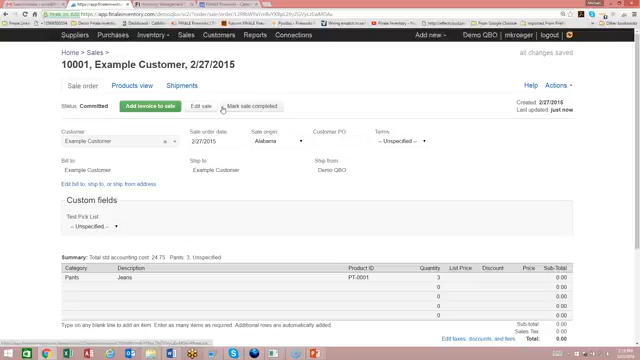 https://app.finaleinventory.com/demoqbo/
Inventory Management
Suppliers Purchases Inventory Sales Customers Reports Connections Add new Demo QBO mkroeger logout
Home > Sales >
all changes saved
10001, Example Customer, 2/27/2015
Sale order Products view Shipments Help Actions
Status: Committed Add invoice to sale Edit sale Mark sale completed
Created: 2/27/2015
Last updated: just now
Customer Sale order date: Sale origin: Customer PO: Terms:
Example Customer 2/27/2015 Alabama -- Unspecified --
Bill to: Ship to: Ship from:
Example Customer Example Customer Demo QBO
Edit bill to, ship to, or ship from address
Custom fields
Test Pick List
-- Unspecified --
Summary: Total std accounting cost: 24.75 Pants: 3, Unspecified
Category Description Product ID Quantity List Price Discount Price Sub-Total
Pants Jeans PT-0001 3 0.00
0 0.00
0 0.00
0 0.00
0 0.00
Type on any blank line to add an item. Enter as many items as required. Additional rows are automatically added.
Sub-total: 0.00
Sales Tax: 0.00
Edit taxes, discounts, and fees Total: 0.00